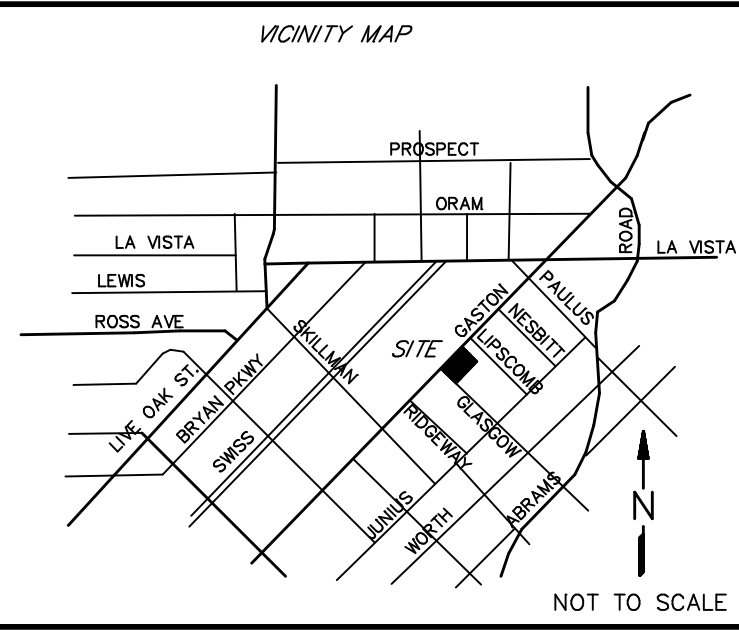 VICINITY MAP
PROSPECT
ORAM
ROAD
LA VISTA
LA VISTA
LEWIS
PAULUS
GASTON
NESBITT
ROSS AVE
SKILLMAN
SITE
LIPSCOMB
LIVE OAK ST.
BRYAN PKWY
GLASGOW
RIDGEWAY
SWISS
ABRAMS
JUNIUS
WORTH
N
NOT TO SCALE